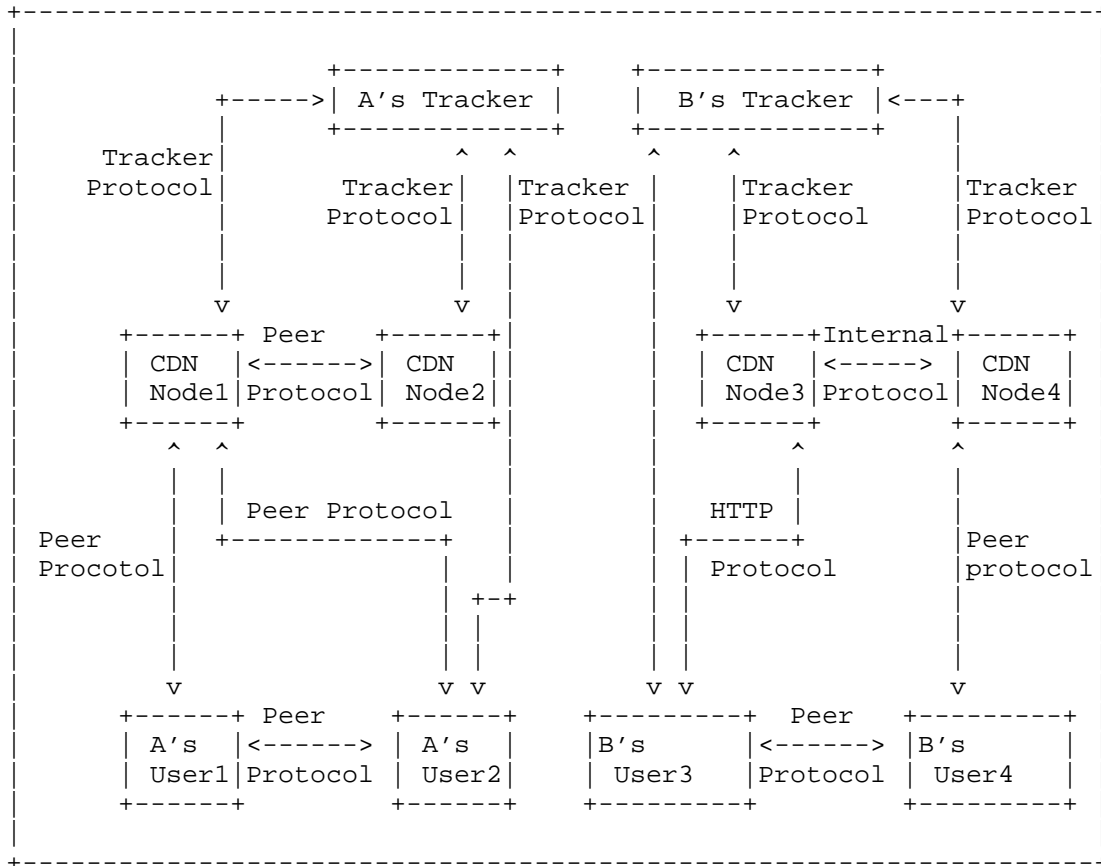 A's Tracker B's Tracker
Tracker
Protocol Tracker Tracker Tracker Tracker
Protocol Protocol Protocol Protocol
Peer Internal
CDN CDN CDN CDN
Node1 Protocol Node2 Node3 Protocol Node4
Peer Protocol HTTP
Peer Peer
Procotol Protocol protocol
Peer Peer
A's A's B's B's
User1 Protocol User2 User3 Protocol User4